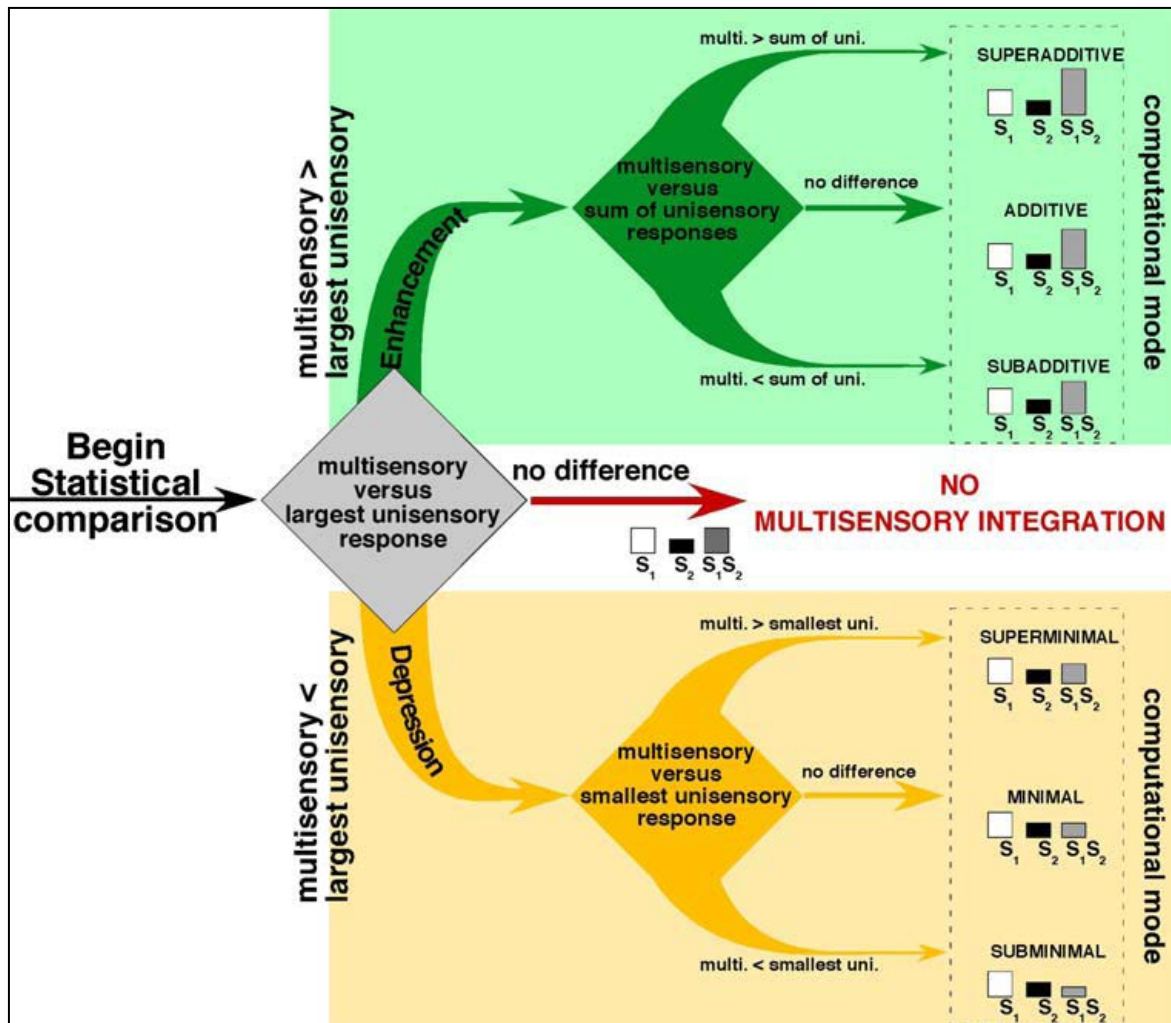 Begin
Statistical
comparison
multisensory
versus
largest unisensory
response
multisensory >
largest unisensory
Enhancement
multisensory
versus
sum of unisensory
responses
multi. > sum of uni.
SUPERADDITIVE
S1 S2 S1S2
no difference
ADDITIVE
S1 S2 S1S2
multi. < sum of uni.
SUBADDITIVE
S1 S2 S1S2
computational mode
no difference
S1 S2 S1S2
NO
MULTISENSORY INTEGRATION
multisensory <
largest unisensory
Depression
multisensory
versus
smallest unisensory
response
multi. > smallest uni.
SUPERMINIMAL
S1 S2 S1S2
no difference
MINIMAL
S1 S2 S1S2
multi. < smallest uni.
SUBMINIMAL
S1 S2 S1S2
computational mode